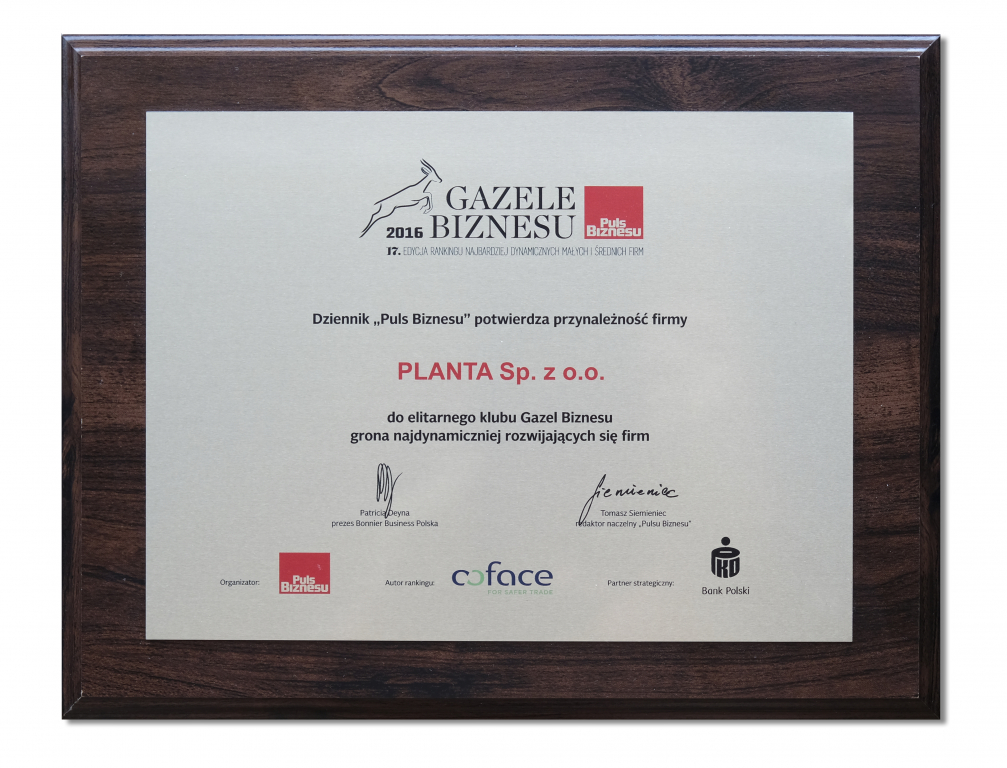 GAZELE
2016 BIZNESU
Puls
Biznesu
17. EDYCJA RANKINGU NAJBARDZIEJ DYNAMICZNYCH MAŁYCH I ŚREDNICH FIRM
Dziennik „Puls Biznesu” potwierdza przynależność firmy
PLANTA Sp. z o.o.
do elitarnego klubu Gazel Biznesu
grona najdynamiczniej rozwijających się firm
Siemieniec
Patricia Deyna
prezes Bonnier Business Polska
Tomasz Siemieniec
redaktor naczelny „Pulsu Biznesu”
Organizator:
Puls
Biznesu
Autor rankingu:
coface
FOR SAFER TRADE
Partner strategiczny:
PKO
Bank Polski